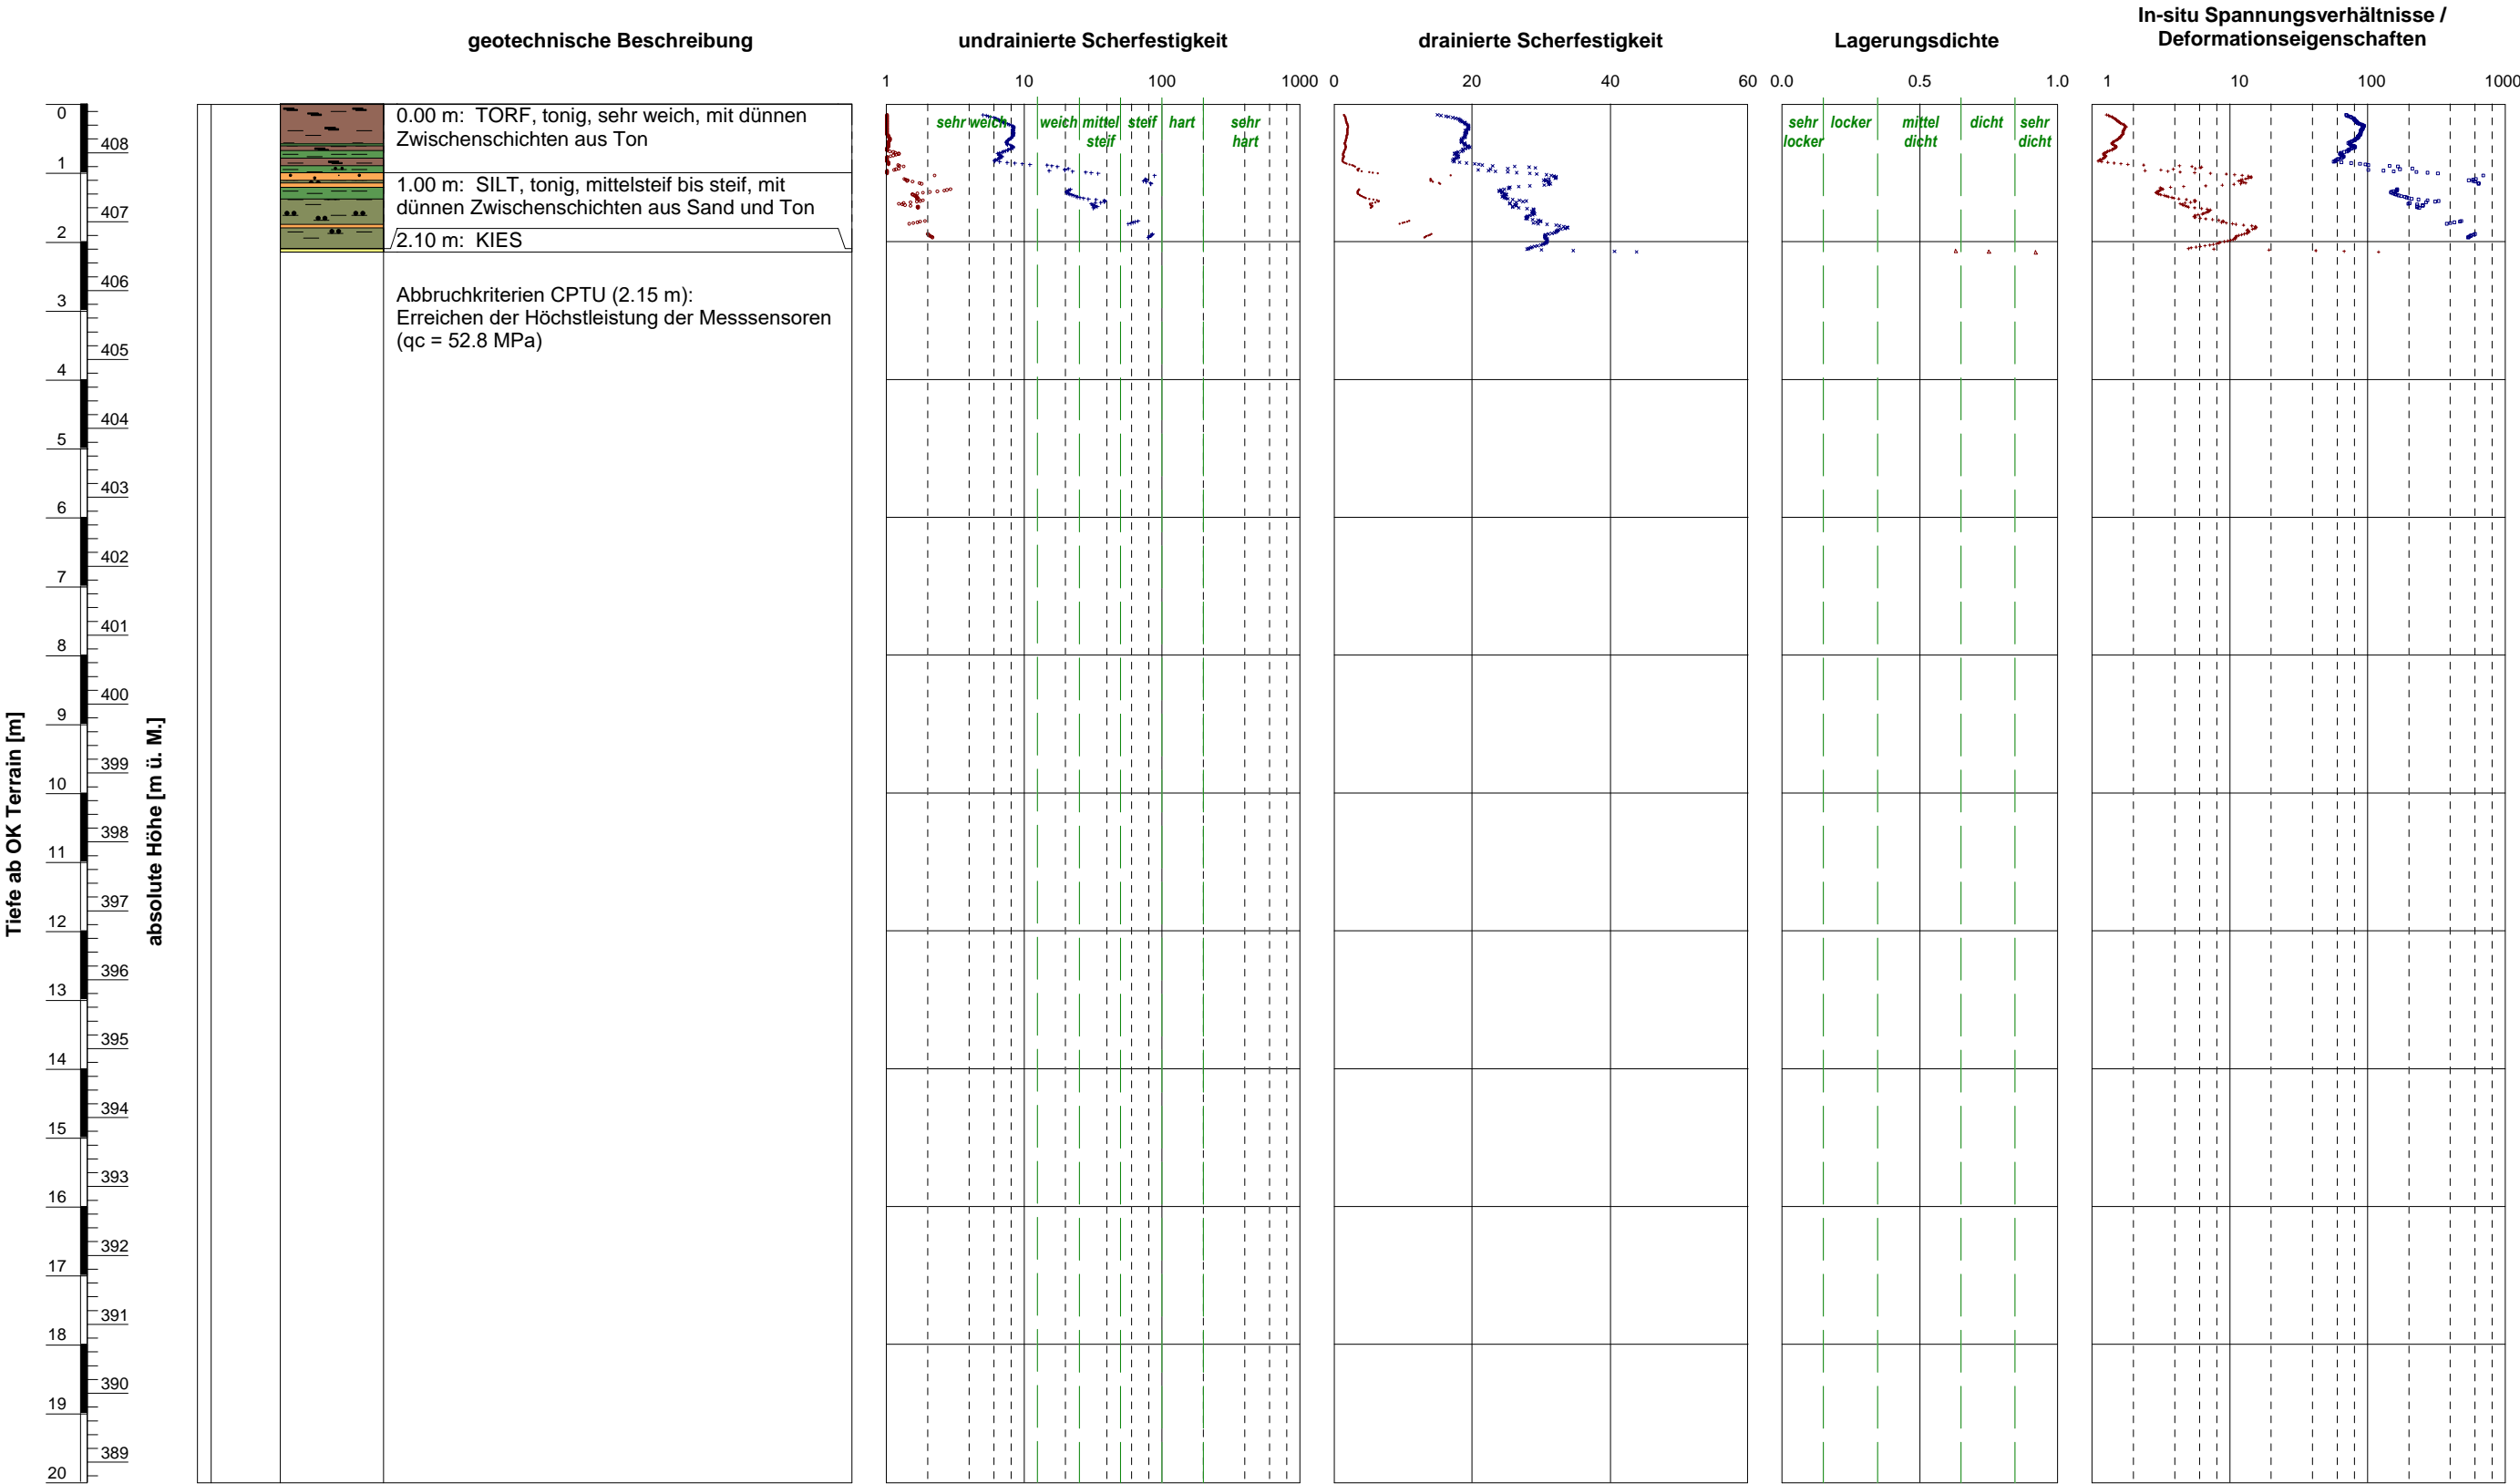 geotechnische Beschreibung
undrainierte Scherfestigkeit
drainierte Scherfestigkeit
Lagerungsdichte
In-situ Spannungsverhältnisse /
Deformationseigenschaften
1 10 100 1000
0 20 40 60
0.0 0.5 1.0
1 10 100 1000
0.00 m: TORF, tonig, sehr weich, mit dünnen
Zwischenschichten aus Ton
1.00 m: SILT, tonig, mittelsteif bis steif, mit
dünnen Zwischenschichten aus Sand und Ton
2.10 m: KIES
Abbruchkriterien CPTU (2.15 m):
Erreichen der Höchstleistung der Messsensoren
(qc = 52.8 MPa)
sehr weich
weich
mittel
steif
steif
hart
sehr
hart
sehr
locker
locker
mittel
dicht
dicht
sehr
dicht
Tiefe ab OK Terrain [m]
absolute Höhe [m ü. M.]
0
408
1
407
2
406
3
405
4
404
5
403
6
402
7
401
8
400
9
399
10
398
11
397
12
396
13
395
14
394
15
393
16
392
17
391
18
390
19
389
20